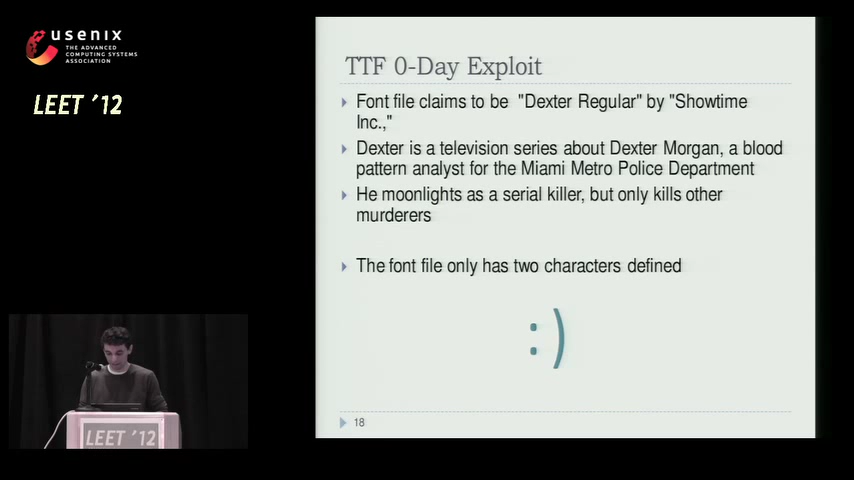 usenix
THE ADVANCED
COMPUTING SYSTEMS
ASSOCIATION
LEET '12
TTF 0-Day Exploit
Font file claims to be "Dexter Regular" by "Showtime
Inc.,"
Dexter is a television series about Dexter Morgan, a blood
pattern analyst for the Miami Metro Police Department
He moonlights as a serial killer, but only kills other
murderers
The font file only has two characters defined
:)
18
LEET '12